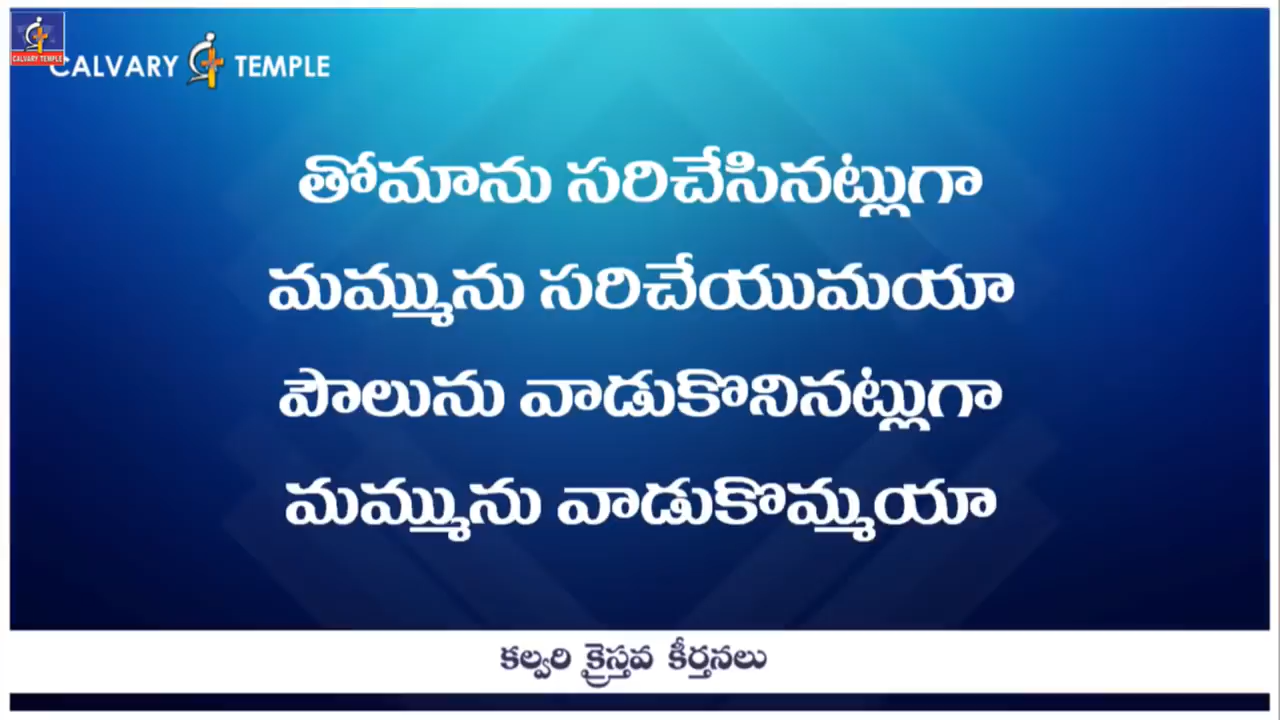 CALVARY TEMPLE
CALVARY TEMPLE
తోమాను సరిచేసినట్లుగా
మమ్మును సరిచేయుమయా
పౌలును వాడుకొనినట్లుగా
మమ్మును వాడుకొమ్మయా
కల్వరి క్రైస్తవ కీర్తనలు